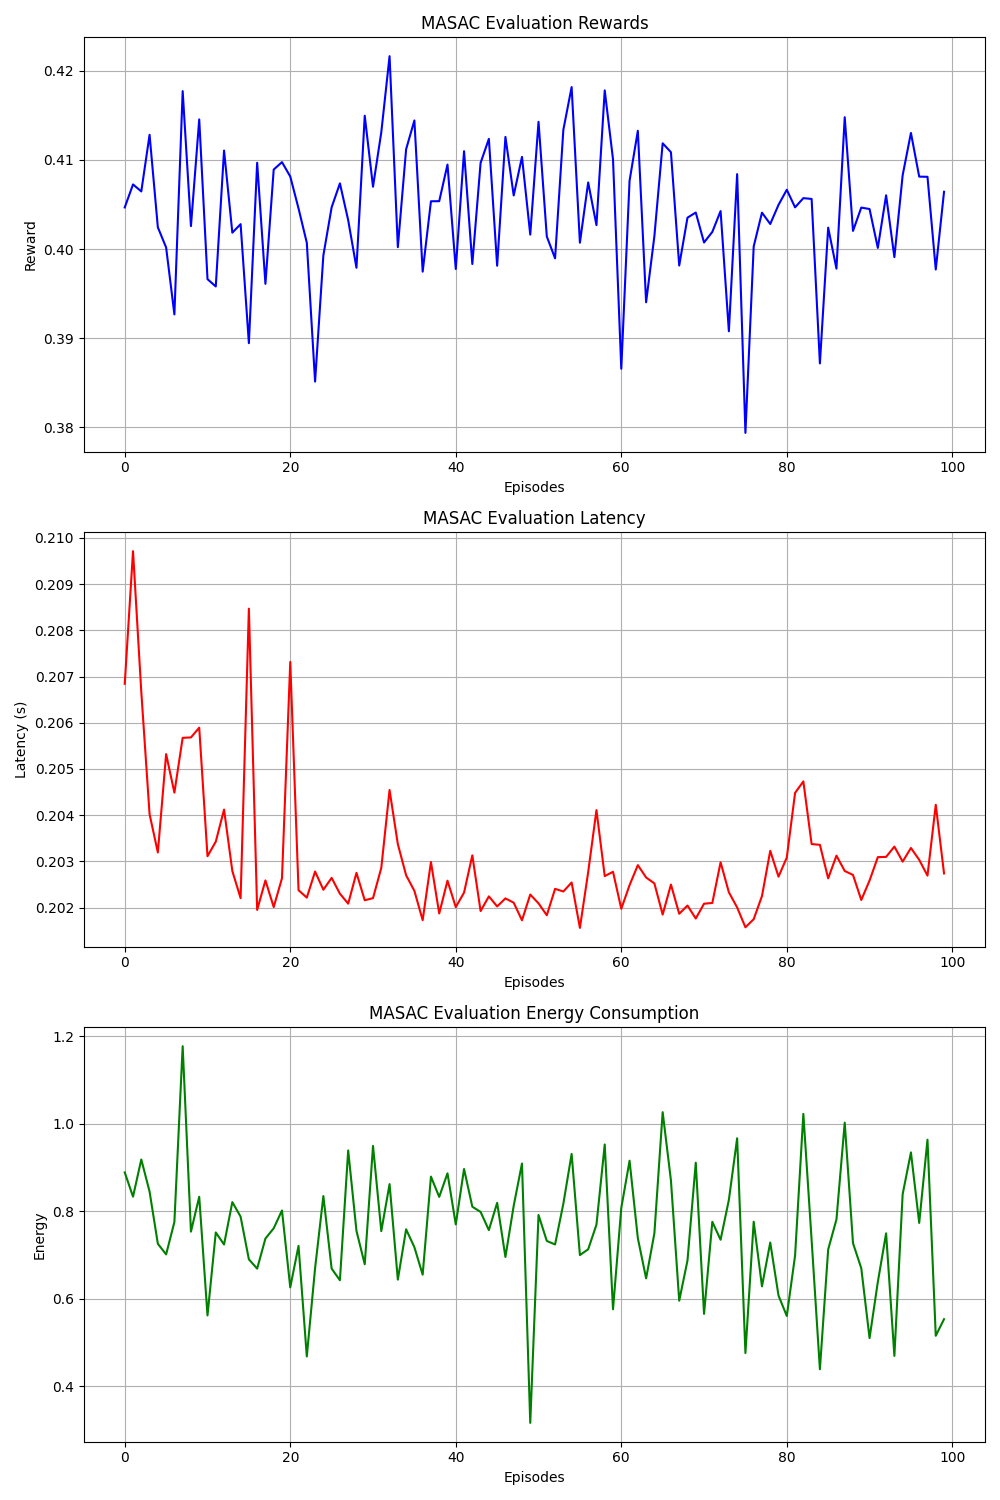 MASAC Evaluation Rewards
0.42
0.41
0.40
0.39
0.38
Reward
0 20 40 60 80 100
Episodes
MASAC Evaluation Latency
0.210
0.209
0.208
0.207
0.206
0.205
0.204
0.203
0.202
Latency (s)
0 20 40 60 80 100
Episodes
MASAC Evaluation Energy Consumption
1.2
1.0
0.8
0.6
0.4
Energy
0 20 40 60 80 100
Episodes